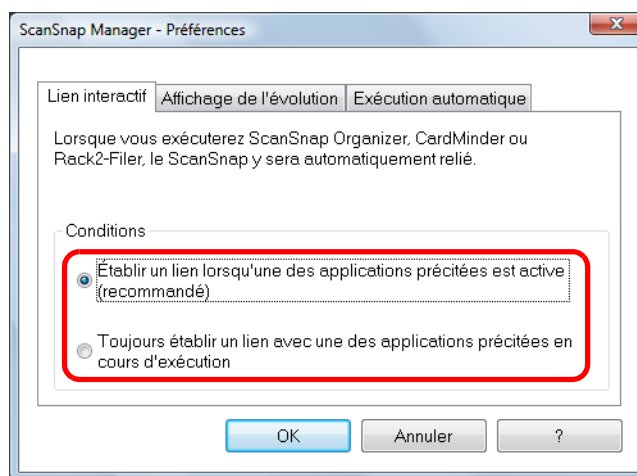 ScanSnap Manager - Préférences
Lien interactif
Affichage de l'évolution
Exécution automatique
Lorsque vous exécuterez ScanSnap Organizer, CardMinder ou
Rack2-Filer, le ScanSnap y sera automatiquement relié.
Conditions
Établir un lien lorsqu'une des applications précitées est active
(recommandé)
Toujours établir un lien avec une des applications précitées en
cours d'exécution
OK
Annuler
?